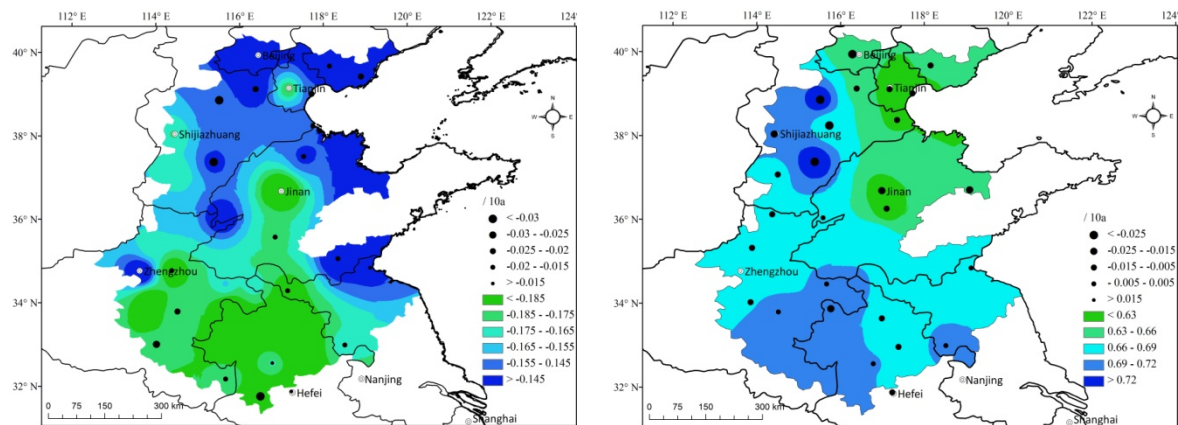 112°E 114°E 116°E 118°E 120°E 122°E 124°E
40°N
38°N
36°N
34°N
32°N
Beijing
Tianjin
Shijiazhuang
Jinan
Zhengzhou
Nanjing
Hefei
Shanghai
N
W E
S
/ 10a
< -0.03
-0.03 - -0.025
-0.025 - -0.02
-0.02 - -0.015
> -0.015
< -0.185
-0.185 - -0.175
-0.175 - -0.165
-0.165 - -0.155
-0.155 - -0.145
> -0.145
0 50 100 150 300 km
112°E 114°E 116°E 118°E 120°E 122°E
40°N
38°N
36°N
34°N
32°N
Beijing
Tianjin
Shijiazhuang
Jinan
Zhengzhou
Nanjing
Hefei
Shanghai
N
W E
S
/ 10a
< -0.025
-0.025 - -0.015
-0.015 - -0.005
-0.005 - 0.005
> 0.015
< 0.63
0.63 - 0.66
0.66 - 0.69
0.69 - 0.72
> 0.72
0 50 100 150 300 km